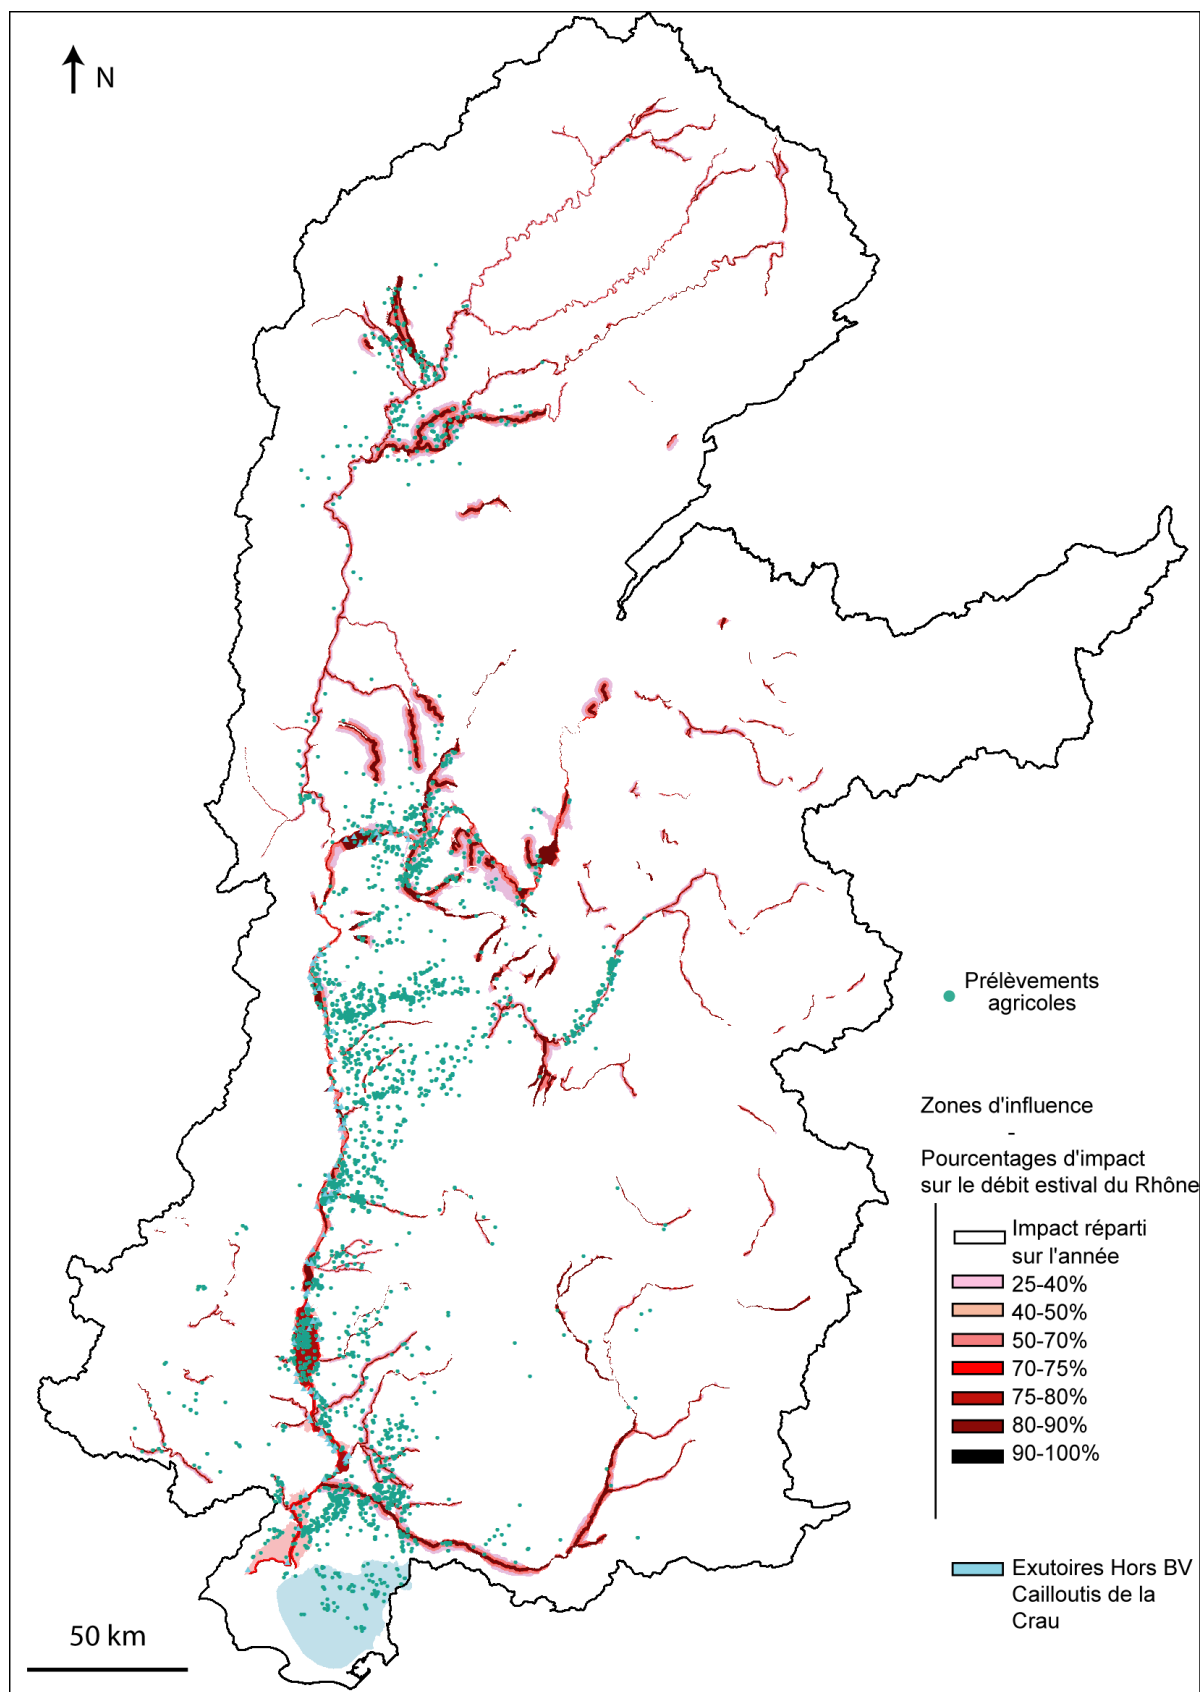 N
Prélèvements
agricoles
Zones d'influence
-
Pourcentages d'impact
sur le débit estival du Rhône
Impact réparti
sur l'année
25-40%
40-50%
50-70%
70-75%
75-80%
80-90%
90-100%
Exutoires Hors BV
Cailloutis de la
Crau
50 km